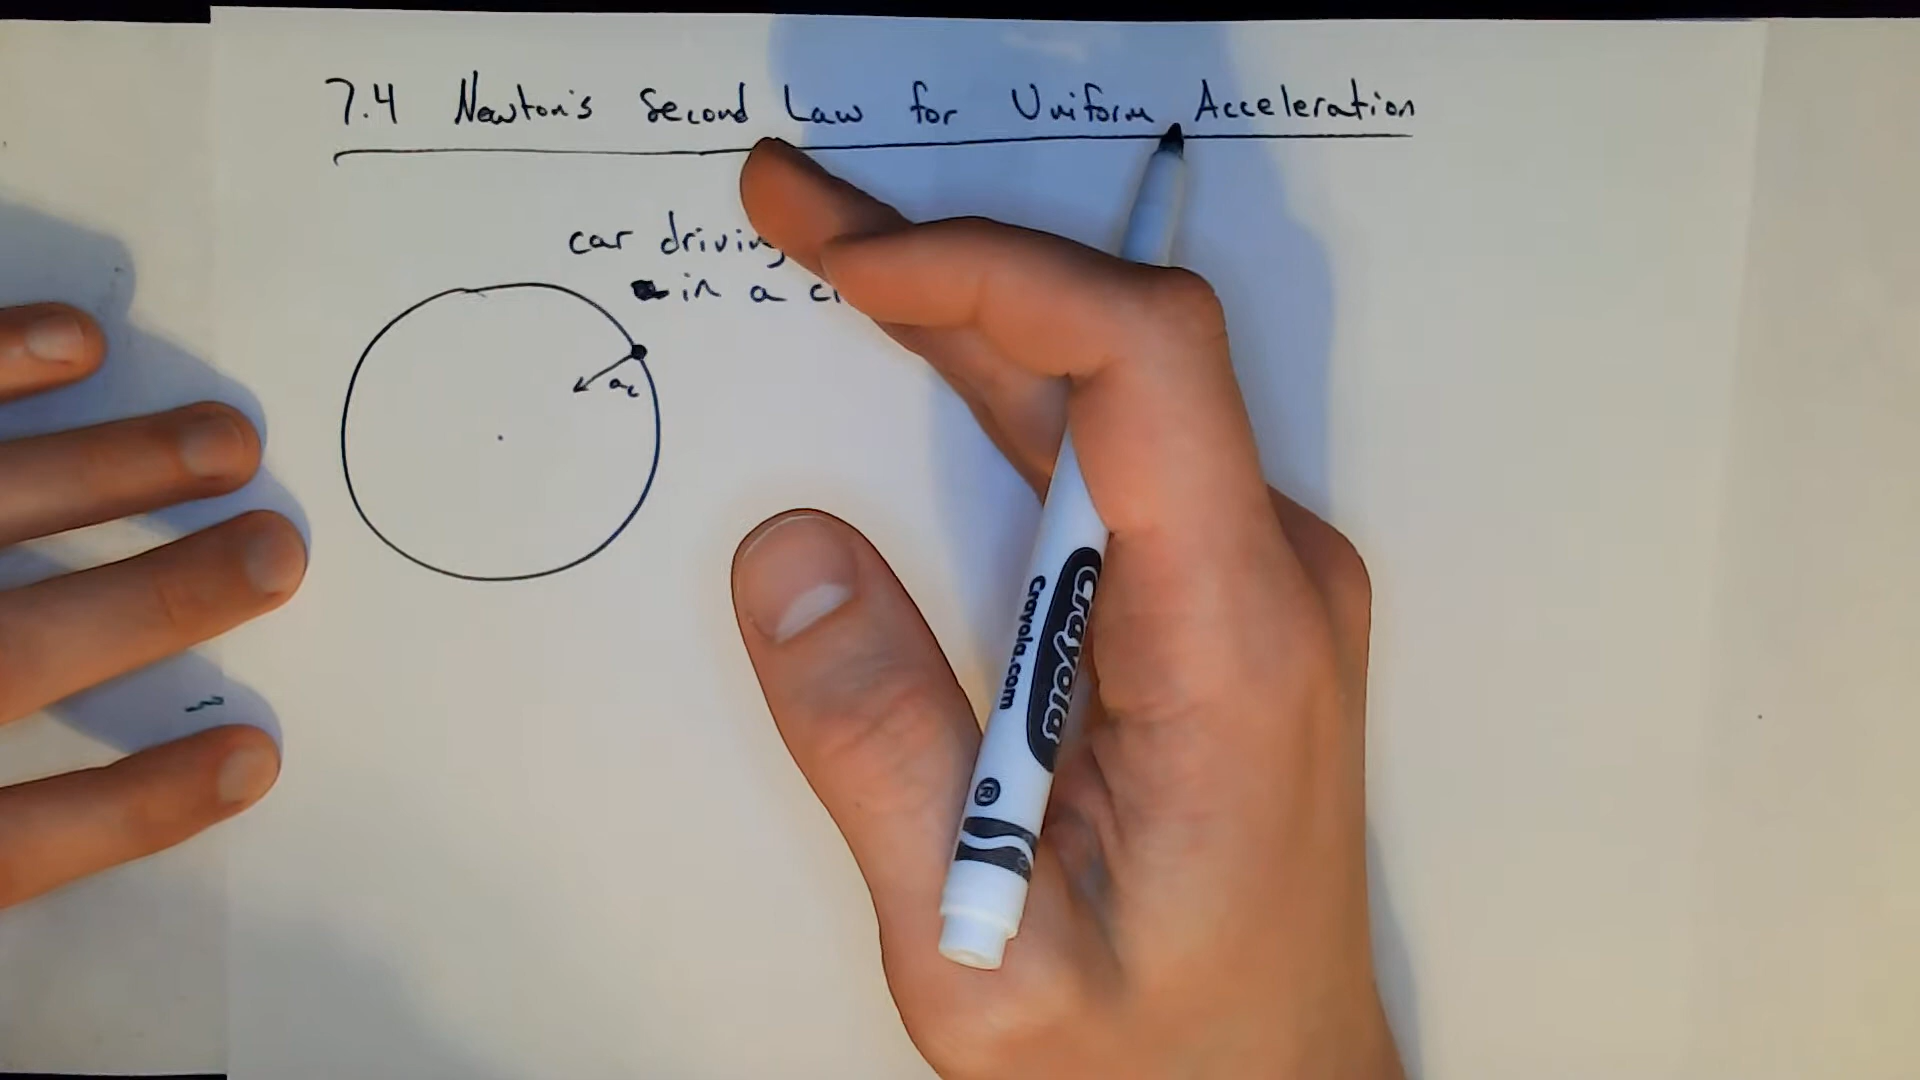 7.4 Newton's Second Law for Uniform Acceleration
car driving
in a
a_c
Crayola
Crayola.com
®